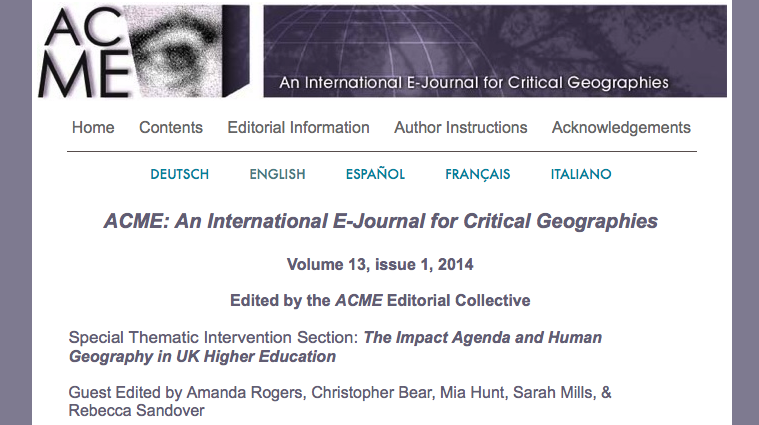 AC
ME
An International E-Journal for Critical Geographies
Home Contents Editorial Information Author Instructions Acknowledgements
DEUTSCH ENGLISH ESPAÑOL FRANÇAIS ITALIANO
ACME: An International E-Journal for Critical Geographies
Volume 13, issue 1, 2014
Edited by the ACME Editorial Collective
Special Thematic Intervention Section: The Impact Agenda and Human
Geography in UK Higher Education
Guest Edited by Amanda Rogers, Christopher Bear, Mia Hunt, Sarah Mills, &
Rebecca Sandover